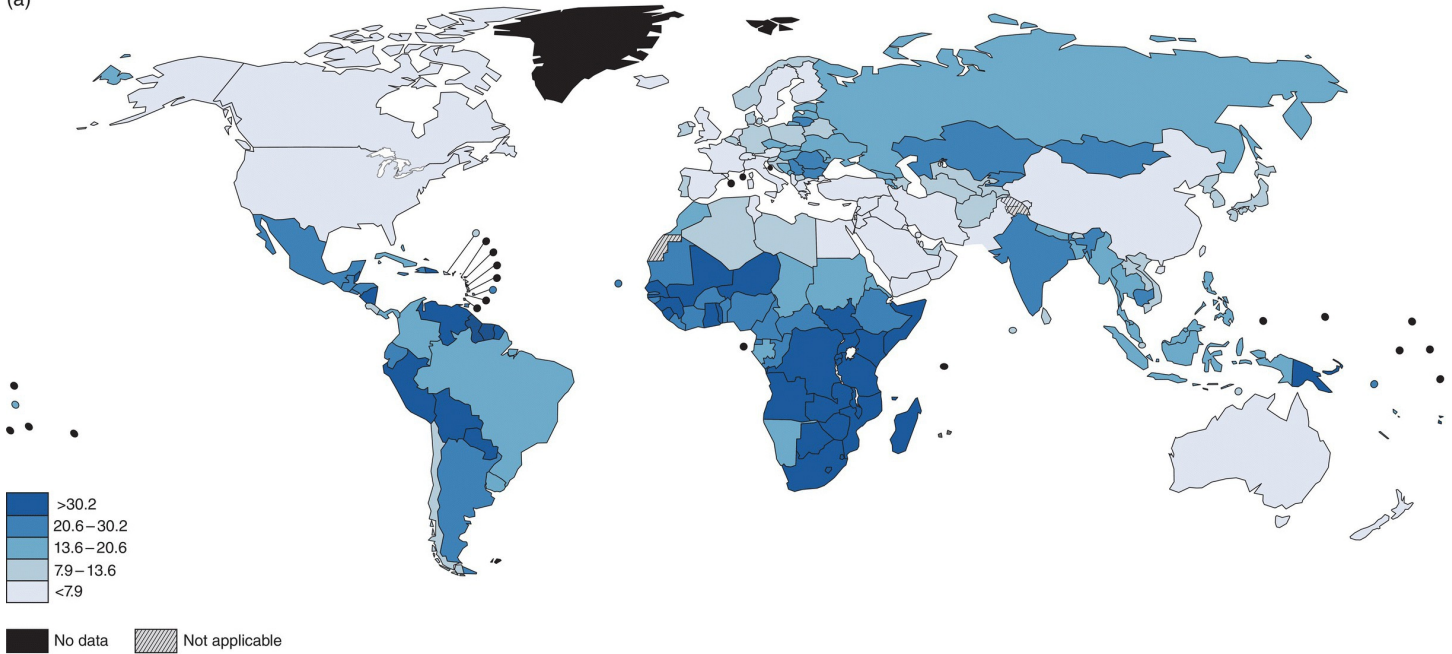 (a)
>30.2
20.6–30.2
13.6–20.6
7.9–13.6
<7.9
No data
Not applicable